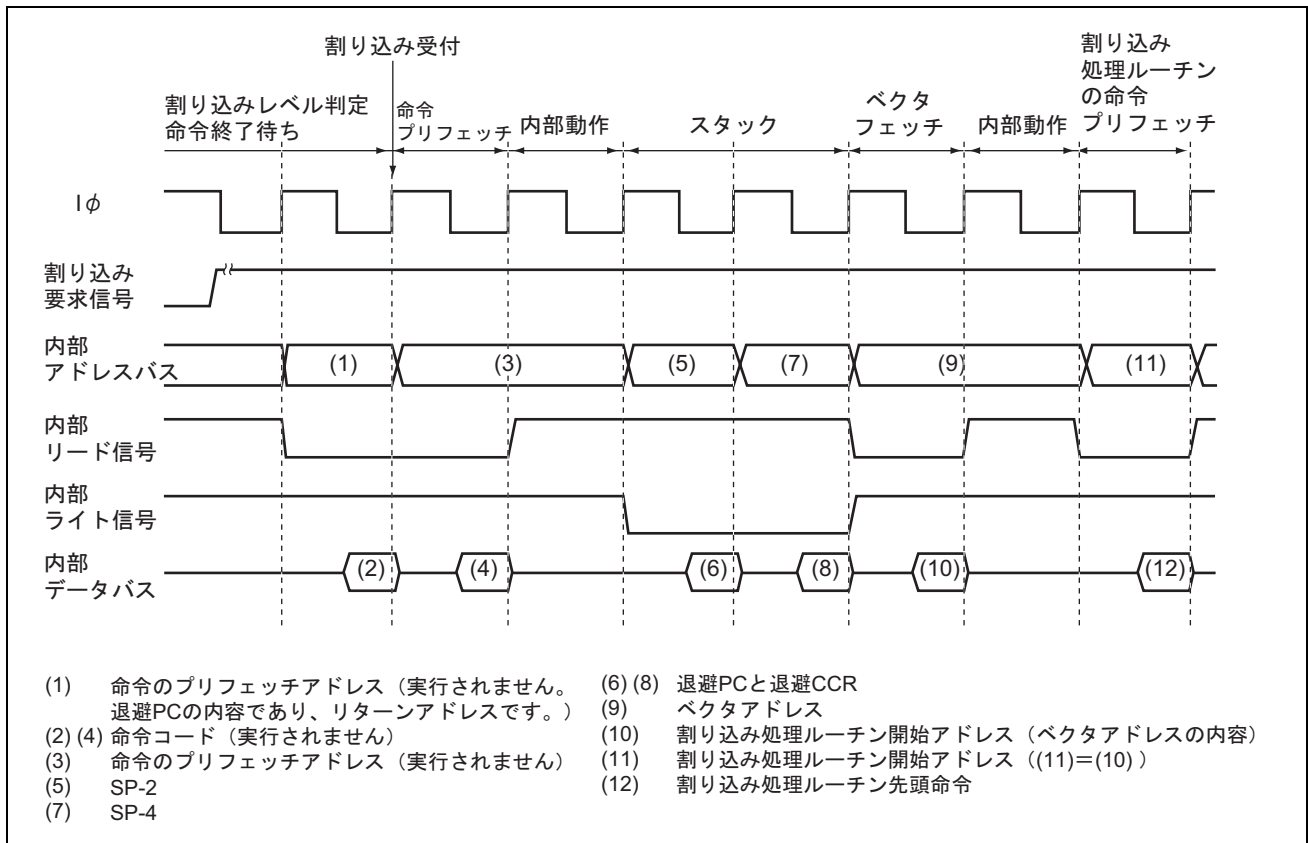 割り込み受付
割り込み
処理ルーチン
の命令
プリフェッチ
割り込みレベル判定
命令終了待ち
命令
プリフェッチ
内部動作
スタック
ベクタ
フェッチ
内部動作
Iφ
割り込み
要求信号
内部
アドレスバス
(1)
(3)
(5)
(7)
(9)
(11)
内部
リード信号
内部
ライト信号
内部
データバス
(2)
(4)
(6)
(8)
(10)
(12)
(1) 命令のプリフェッチアドレス（実行されません。
退避PCの内容であり、リターンアドレスです。）
(2) (4) 命令コード（実行されません）
(3) 命令のプリフェッチアドレス（実行されません）
(5) SP-2
(7) SP-4
(6) (8) 退避PCと退避CCR
(9) ベクタアドレス
(10) 割り込み処理ルーチン開始アドレス（ベクタアドレスの内容）
(11) 割り込み処理ルーチン開始アドレス（(11)＝(10) ）
(12) 割り込み処理ルーチン先頭命令